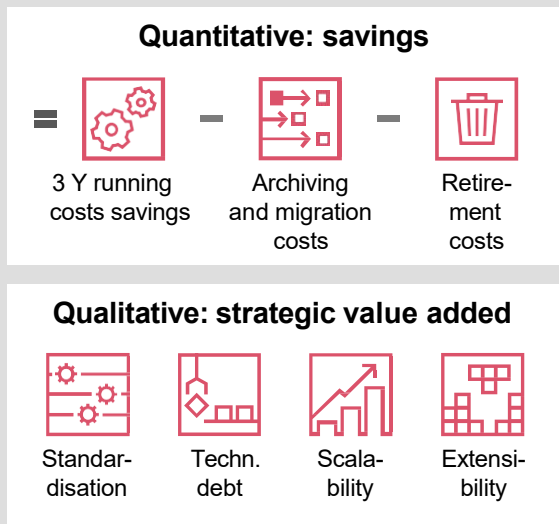 Quantitative: savings
= – –
3 Y running
costs savings
Archiving
and migration
costs
Retire-
ment
costs
Qualitative: strategic value added
Standar-
disation
Techn.
debt
Scala-
bility
Extensi-
bility